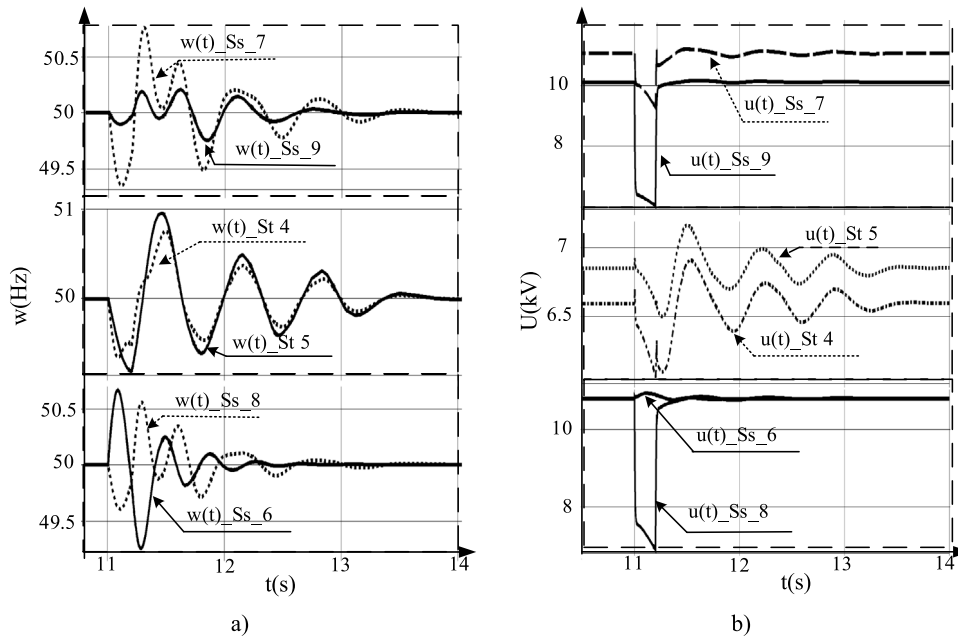 50.5
w(t)_Ss_7
50
w(t)_Ss_9
49.5
51
w(t)_St 4
50
w(t)_St 5
w(Hz)
50.5
w(t)_Ss_8
50
w(t)_Ss_6
49.5
11 12 13 14
t(s)
a)
10
u(t)_Ss_7
8
u(t)_Ss_9
7
u(t)_St 5
6.5
u(t)_St 4
U(kV)
10
u(t)_Ss_6
8
u(t)_Ss_8
11 12 13 14
t(s)
b)